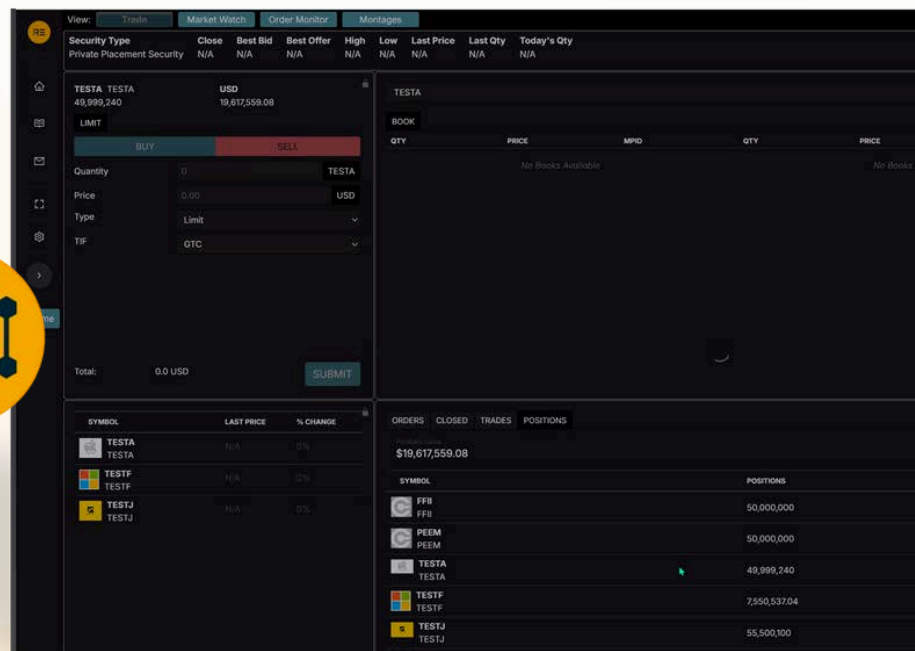 RE
View: Trade Market Watch Order Monitor Montages
Security Type Close Best Bid Best Offer High Low Last Price Last Qty Today's Qty
Private Placement Security N/A N/A N/A N/A N/A N/A N/A N/A
TESTA TESTA USD
49,999,240 19,617,559.08
LIMIT
BUY SELL
Quantity 0 TESTA
Price 0.00 USD
Type Limit
TIF GTC
Total: 0.0 USD SUBMIT
TESTA
BOOK
QTY PRICE MPID QTY PRICE
No Books Available No Books
me
SYMBOL LAST PRICE % CHANGE
TESTA N/A 0%
TESTA
TESTF N/A 0%
TESTF
TESTJ N/A 0%
TESTJ
ORDERS CLOSED TRADES POSITIONS
$19,617,559.08
SYMBOL POSITIONS
FFII 50,000,000
FFII
PEEM 50,000,000
PEEM
TESTA 49,999,240
TESTA
TESTF 7,550,537.04
TESTF
TESTJ 55,500,100
TESTJ